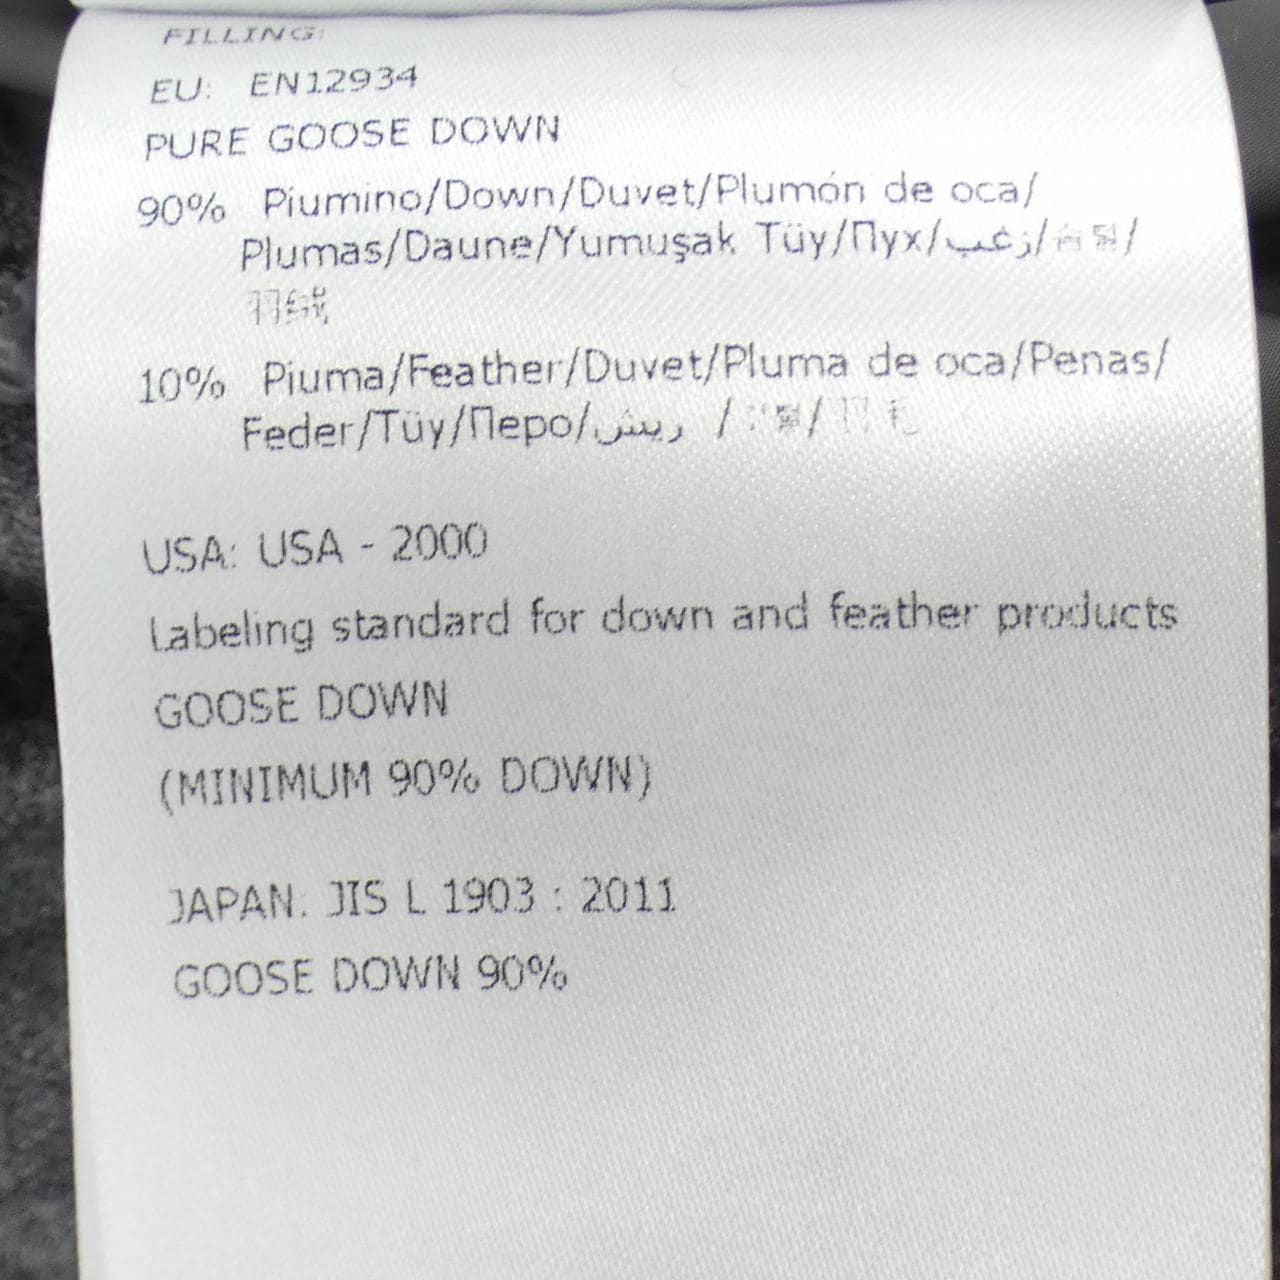 FILLING:
EU: EN12934
PURE GOOSE DOWN
90% Piumino/Down/Duvet/Plumón de oca/
Plumas/Daune/Yumuşak Tüy/Пух/زغب/
10% Piuma/Feather/Duvet/Pluma de oca/Penas/
Feder/Tüy/Перо/ريش /
USA: USA - 2000
Labeling standard for down and feather products
GOOSE DOWN
(MINIMUM 90% DOWN)
JAPAN: JIS L 1903 : 2011
GOOSE DOWN 90%